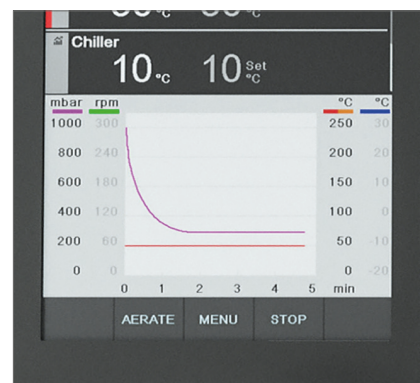 50 °C 50 °C
Chiller
10 °C 10 Set °C
mbar rpm °C °C
1000 300 250 30
800 240 200 20
600 180 150 10
400 120 100 0
200 60 50 -10
0 0 0 -20
0 1 2 3 4 5 min
AERATE MENU STOP